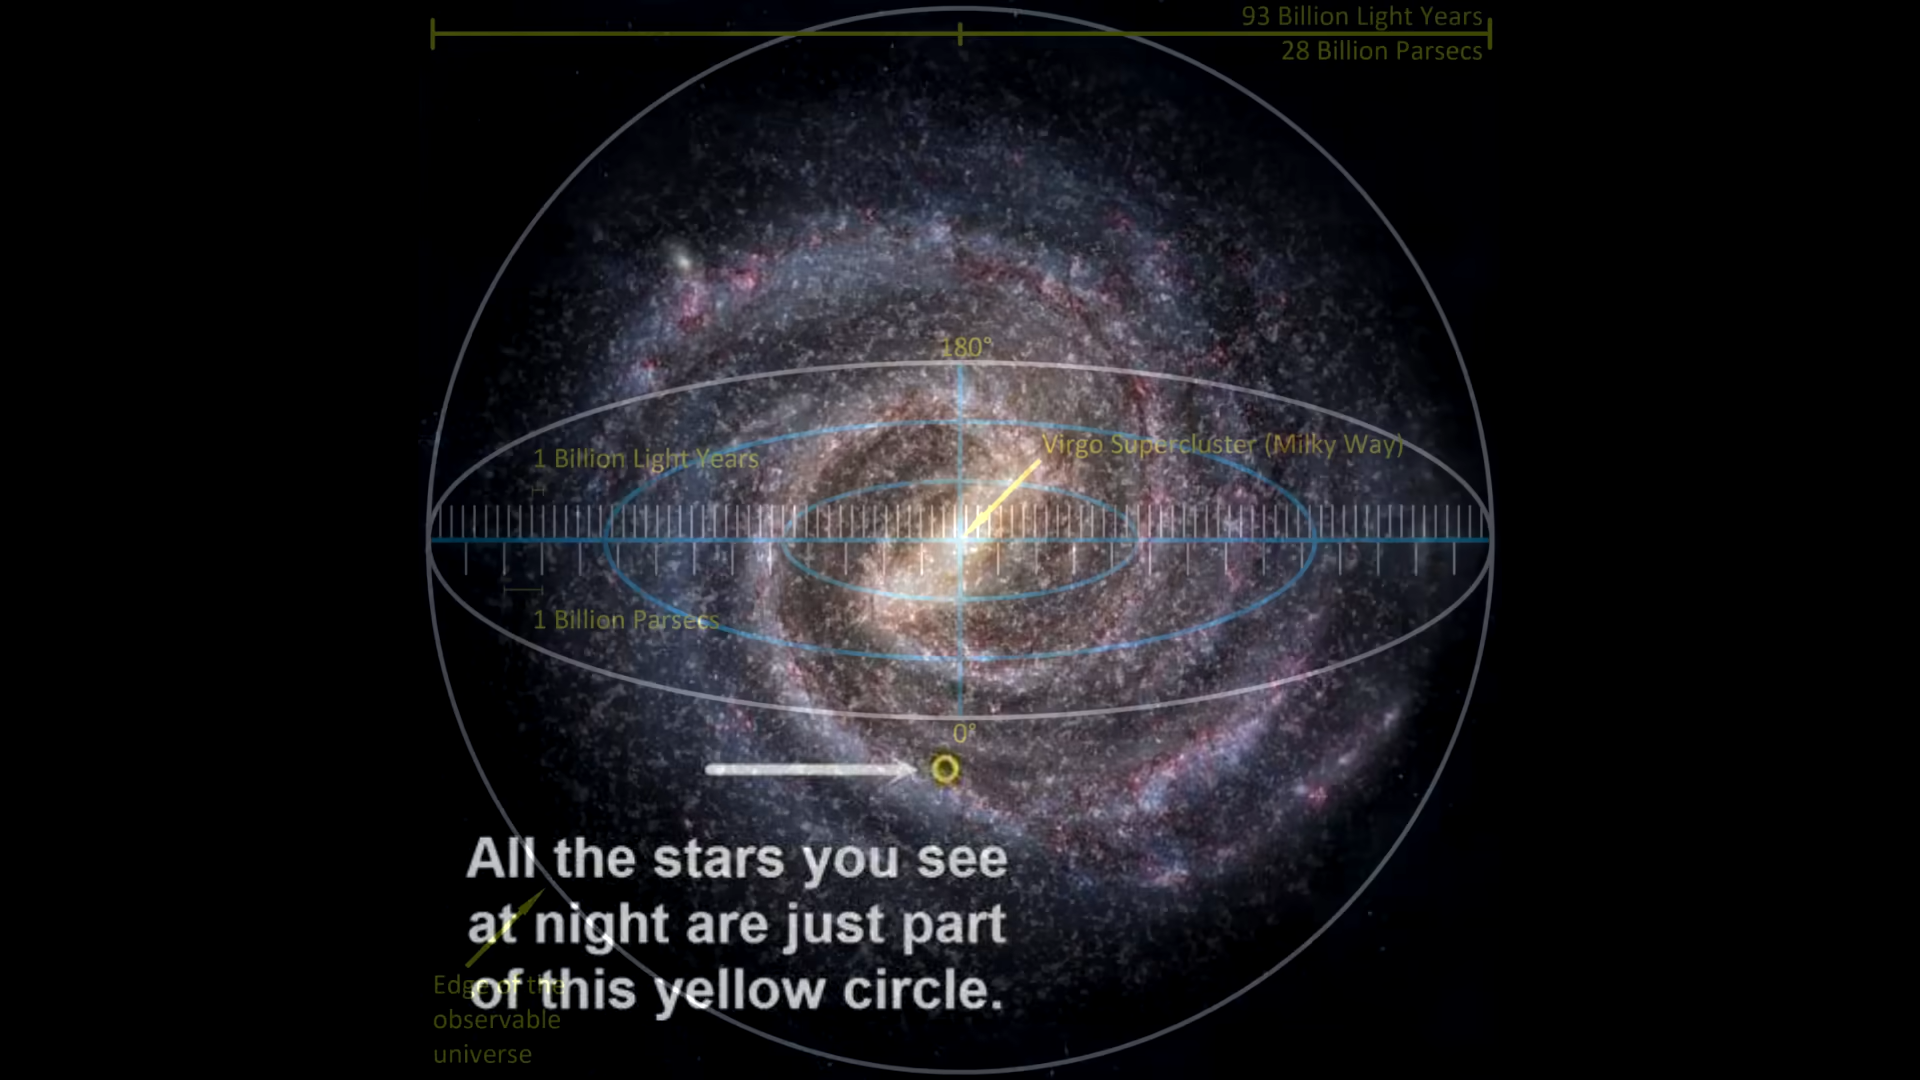 93 Billion Light Years
28 Billion Parsecs
180°
Virgo Supercluster (Milky Way)
1 Billion Light Years
1 Billion Parsecs
0°
All the stars you see
at night are just part
of this yellow circle.
Edge of the
observable
universe